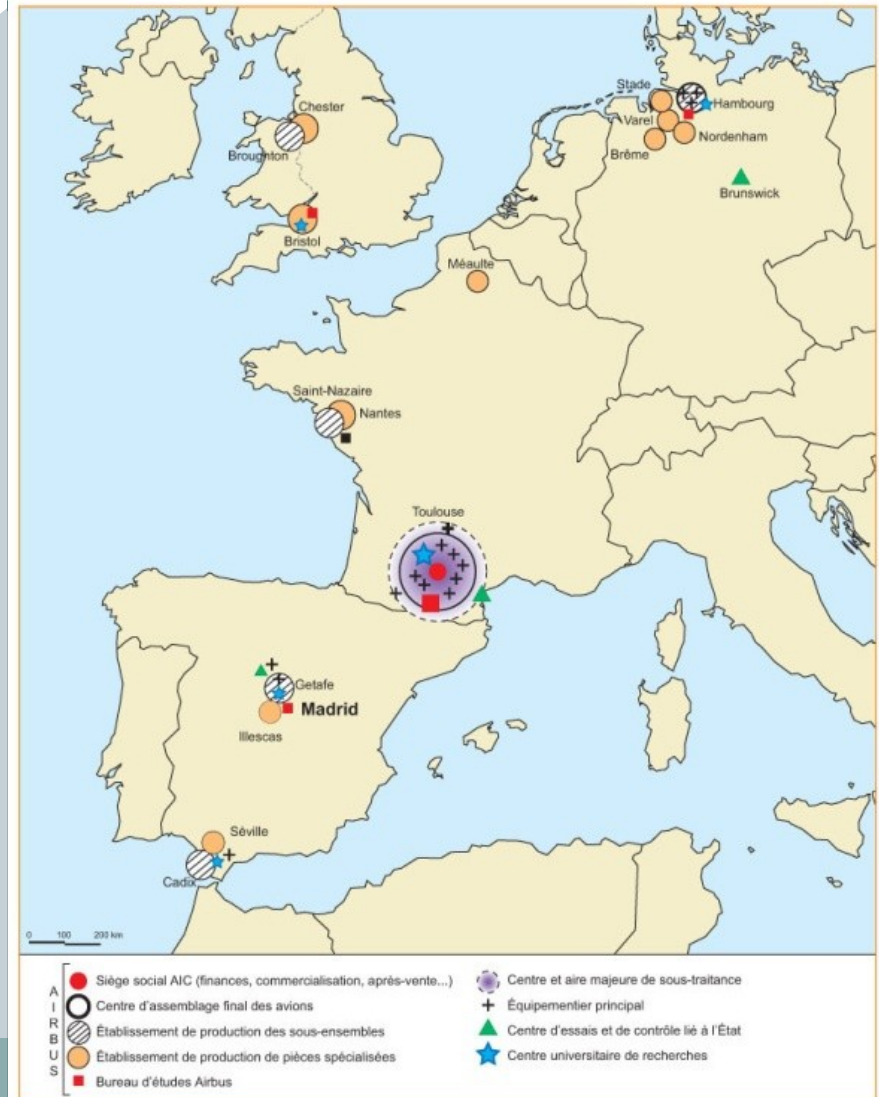 Chester
Broughton
Bristol
Stade
Hambourg
Varel
Nordenham
Brême
Brunswick
Méaulte
Saint-Nazaire
Nantes
Toulouse
Getafe
Madrid
Illescas
Séville
Cadix
0 100 200 km
AIRBUS
Siège social AIC (finances, commercialisation, après-vente...)
Centre d'assemblage final des avions
Établissement de production des sous-ensembles
Établissement de production de pièces spécialisées
Bureau d'études Airbus
Centre et aire majeure de sous-traitance
Équipementier principal
Centre d'essais et de contrôle lié à l'État
Centre universitaire de recherches